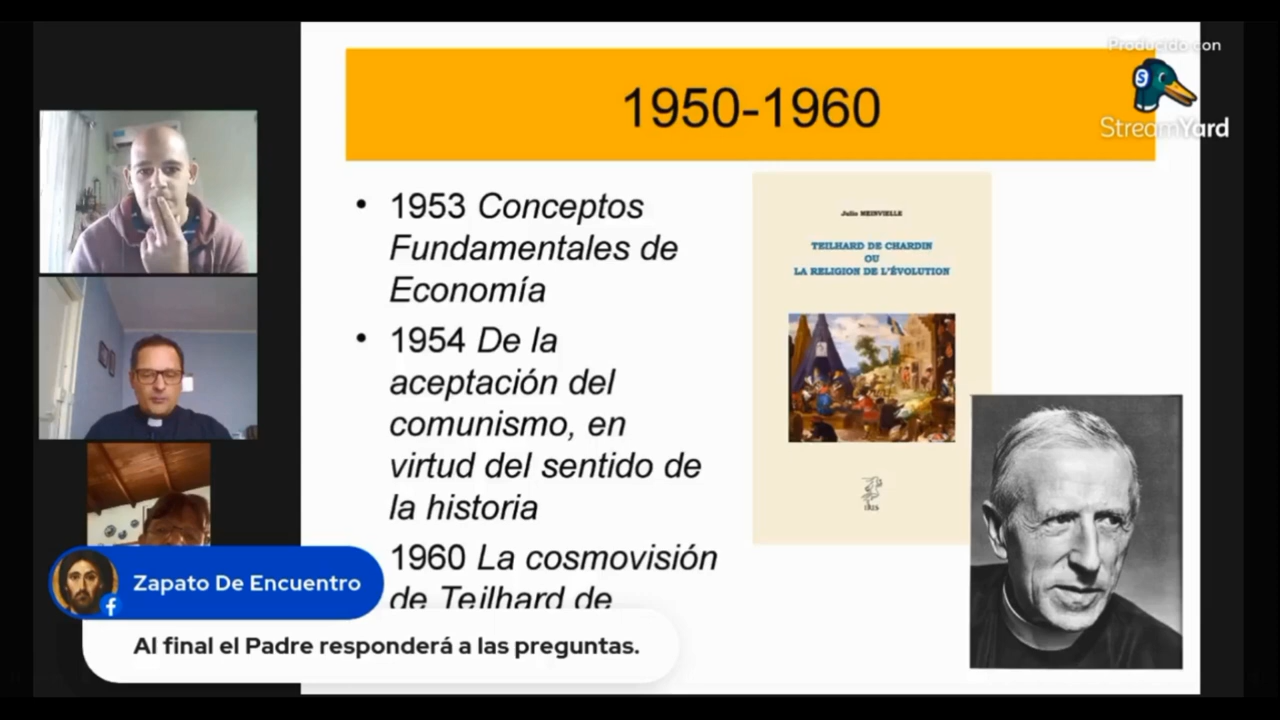 Producido con
StreamYard
1950-1960
• 1953 Conceptos
Fundamentales de
Economía
• 1954 De la
aceptación del
comunismo, en
virtud del sentido de
la historia
1960 La cosmovisión
de Teilhard de
Julio MEINVIELLE
TEILHARD DE CHARDIN
OU
LA RELIGION DE L'ÉVOLUTION
IRIS
Zapato De Encuentro
Al final el Padre responderá a las preguntas.